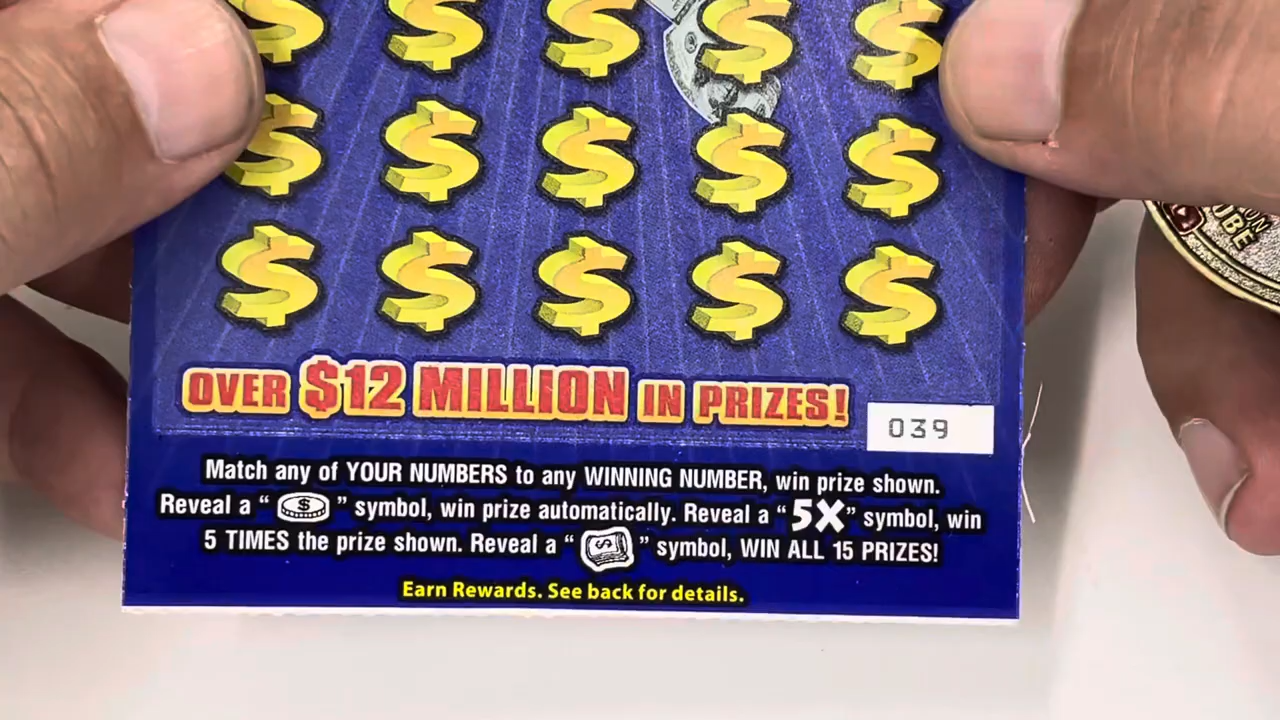 OVER $12 MILLION IN PRIZES!
039
Match any of YOUR NUMBERS to any WINNING NUMBER, win prize shown.
Reveal a “ $ ” symbol, win prize automatically. Reveal a “5X” symbol, win
5 TIMES the prize shown. Reveal a “ $ ” symbol, WIN ALL 15 PRIZES!
Earn Rewards. See back for details.